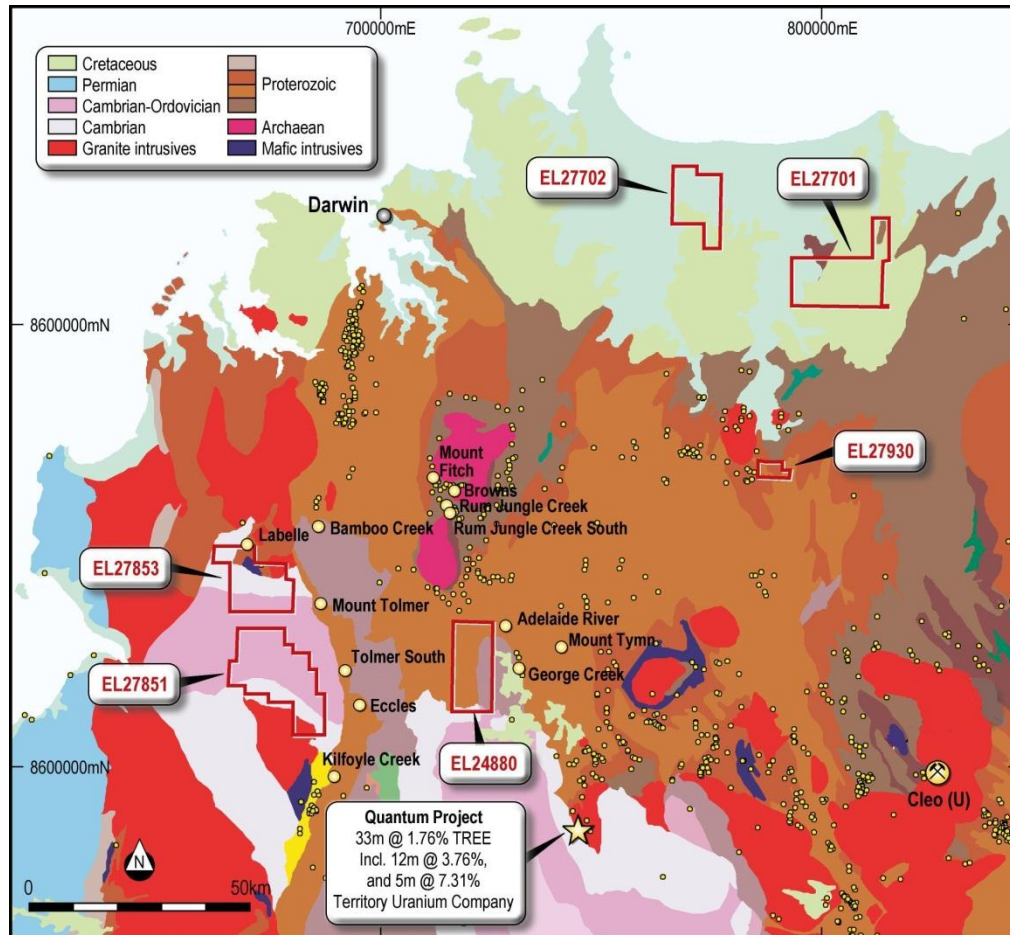 700000mE
800000mE
Cretaceous
Permian
Cambrian-Ordovician
Cambrian
Granite intrusives
Proterozoic
Archaean
Mafic intrusives
EL27702
EL27701
Darwin
8600000mN
EL27930
Mount
Fitch
Browns
Rum Jungle Creek
Rum Jungle Creek South
Bamboo Creek
Labelle
EL27853
Mount Tolmer
Adelaide River
Mount Tymn
Tolmer South
George Creek
EL27851
Eccles
EL24880
Kilfoyle Creek
8600000mN
Cleo (U)
Quantum Project
33m @ 1.76% TREE
Incl. 12m @ 3.76%,
and 5m @ 7.31%
Territory Uranium Company
N
0
50km